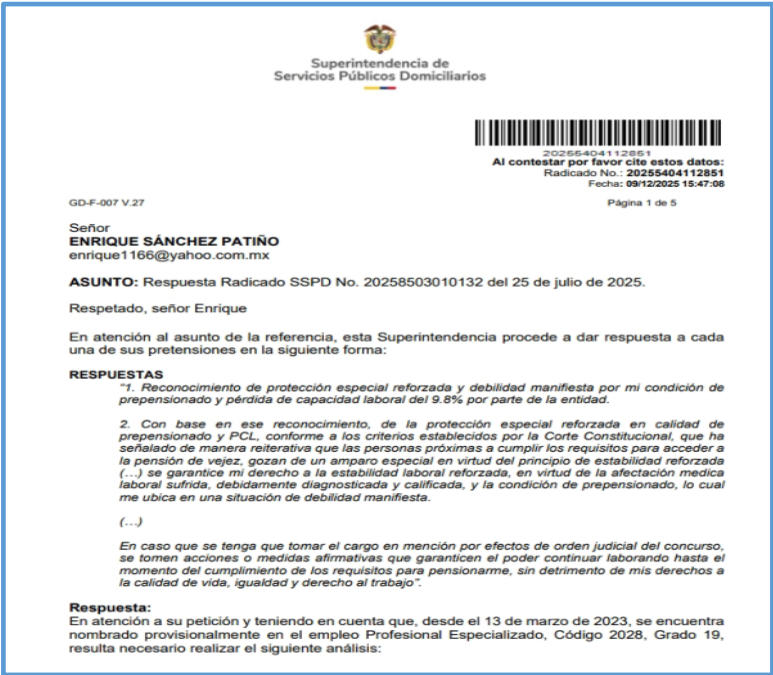 Superintendencia de
Servicios Públicos Domiciliarios
20255404112851
Al contestar por favor cite estos datos:
Radicado No.: 20255404112851
Fecha: 09/12/2025 15:47:08
GD-F-007 V.27
Página 1 de 5
Señor
ENRIQUE SÁNCHEZ PATIÑO
enrique1166@yahoo.com.mx
ASUNTO: Respuesta Radicado SSPD No. 20258503010132 del 25 de julio de 2025.
Respetado, señor Enrique
En atención al asunto de la referencia, esta Superintendencia procede a dar respuesta a cada
una de sus pretensiones en la siguiente forma:
RESPUESTAS
"1. Reconocimiento de protección especial reforzada y debilidad manifiesta por mi condición de
prepensionado y pérdida de capacidad laboral del 9.8% por parte de la entidad.
2. Con base en ese reconocimiento, de la protección especial reforzada en calidad de
prepensionado y PCL, conforme a los criterios establecidos por la Corte Constitucional, que ha
señalado de manera reiterativa que las personas próximas a cumplir los requisitos para acceder a
la pensión de vejez, gozan de un amparo especial en virtud del principio de estabilidad reforzada
(...) se garantice mi derecho a la estabilidad laboral reforzada, en virtud de la afectación medica
laboral sufrida, debidamente diagnosticada y calificada, y la condición de prepensionado, lo cual
me ubica en una situación de debilidad manifiesta.
(...)
En caso que se tenga que tomar el cargo en mención por efectos de orden judicial del concurso,
se tomen acciones o medidas afirmativas que garanticen el poder continuar laborando hasta el
momento del cumplimiento de los requisitos para pensionarme, sin detrimento de mis derechos a
la calidad de vida, igualdad y derecho al trabajo".
Respuesta:
En atención a su petición y teniendo en cuenta que, desde el 13 de marzo de 2023, se encuentra
nombrado provisionalmente en el empleo Profesional Especializado, Código 2028, Grado 19,
resulta necesario realizar el siguiente análisis: